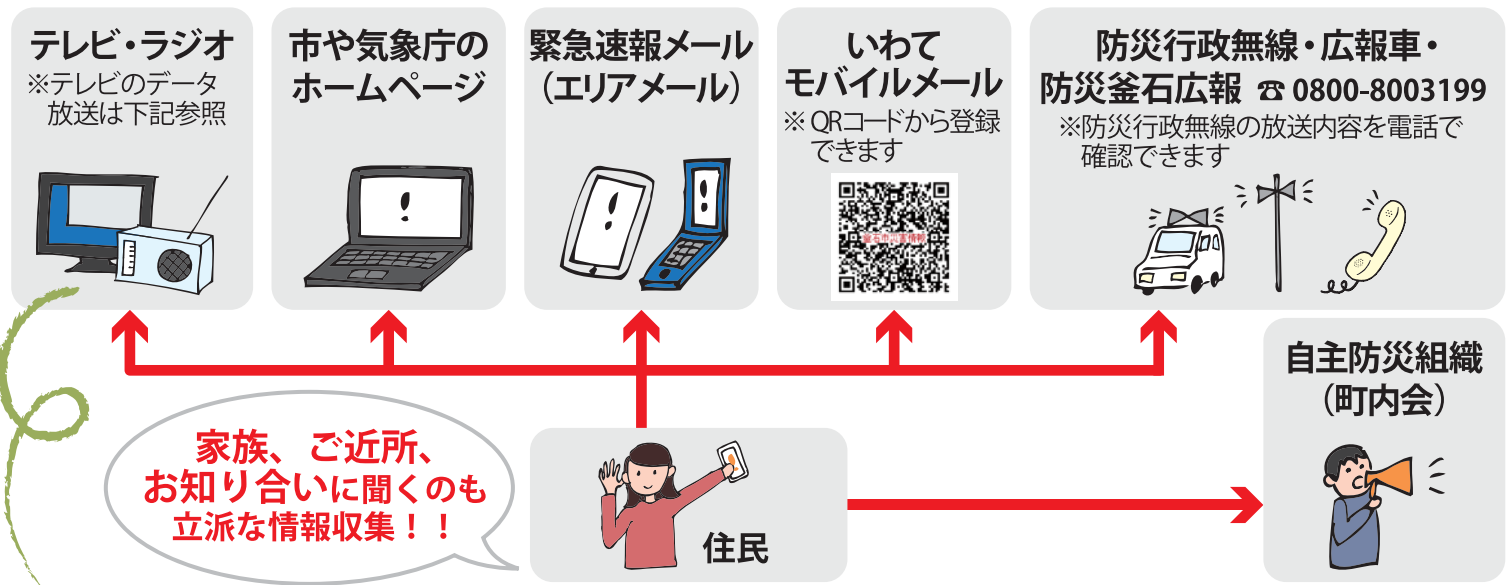 テレビ・ラジオ
※テレビのデータ
放送は下記参照
市や気象庁の
ホームページ
緊急速報メール
（エリアメール）
いわて
モバイルメール
※QRコードから登録
できます
釜石市災害情報
防災行政無線・広報車・
防災釜石広報 ☎ 0800-8003199
※防災行政無線の放送内容を電話で
確認できます
自主防災組織
（町内会）
家族、ご近所、
お知り合いに聞くのも
立派な情報収集！！
住民